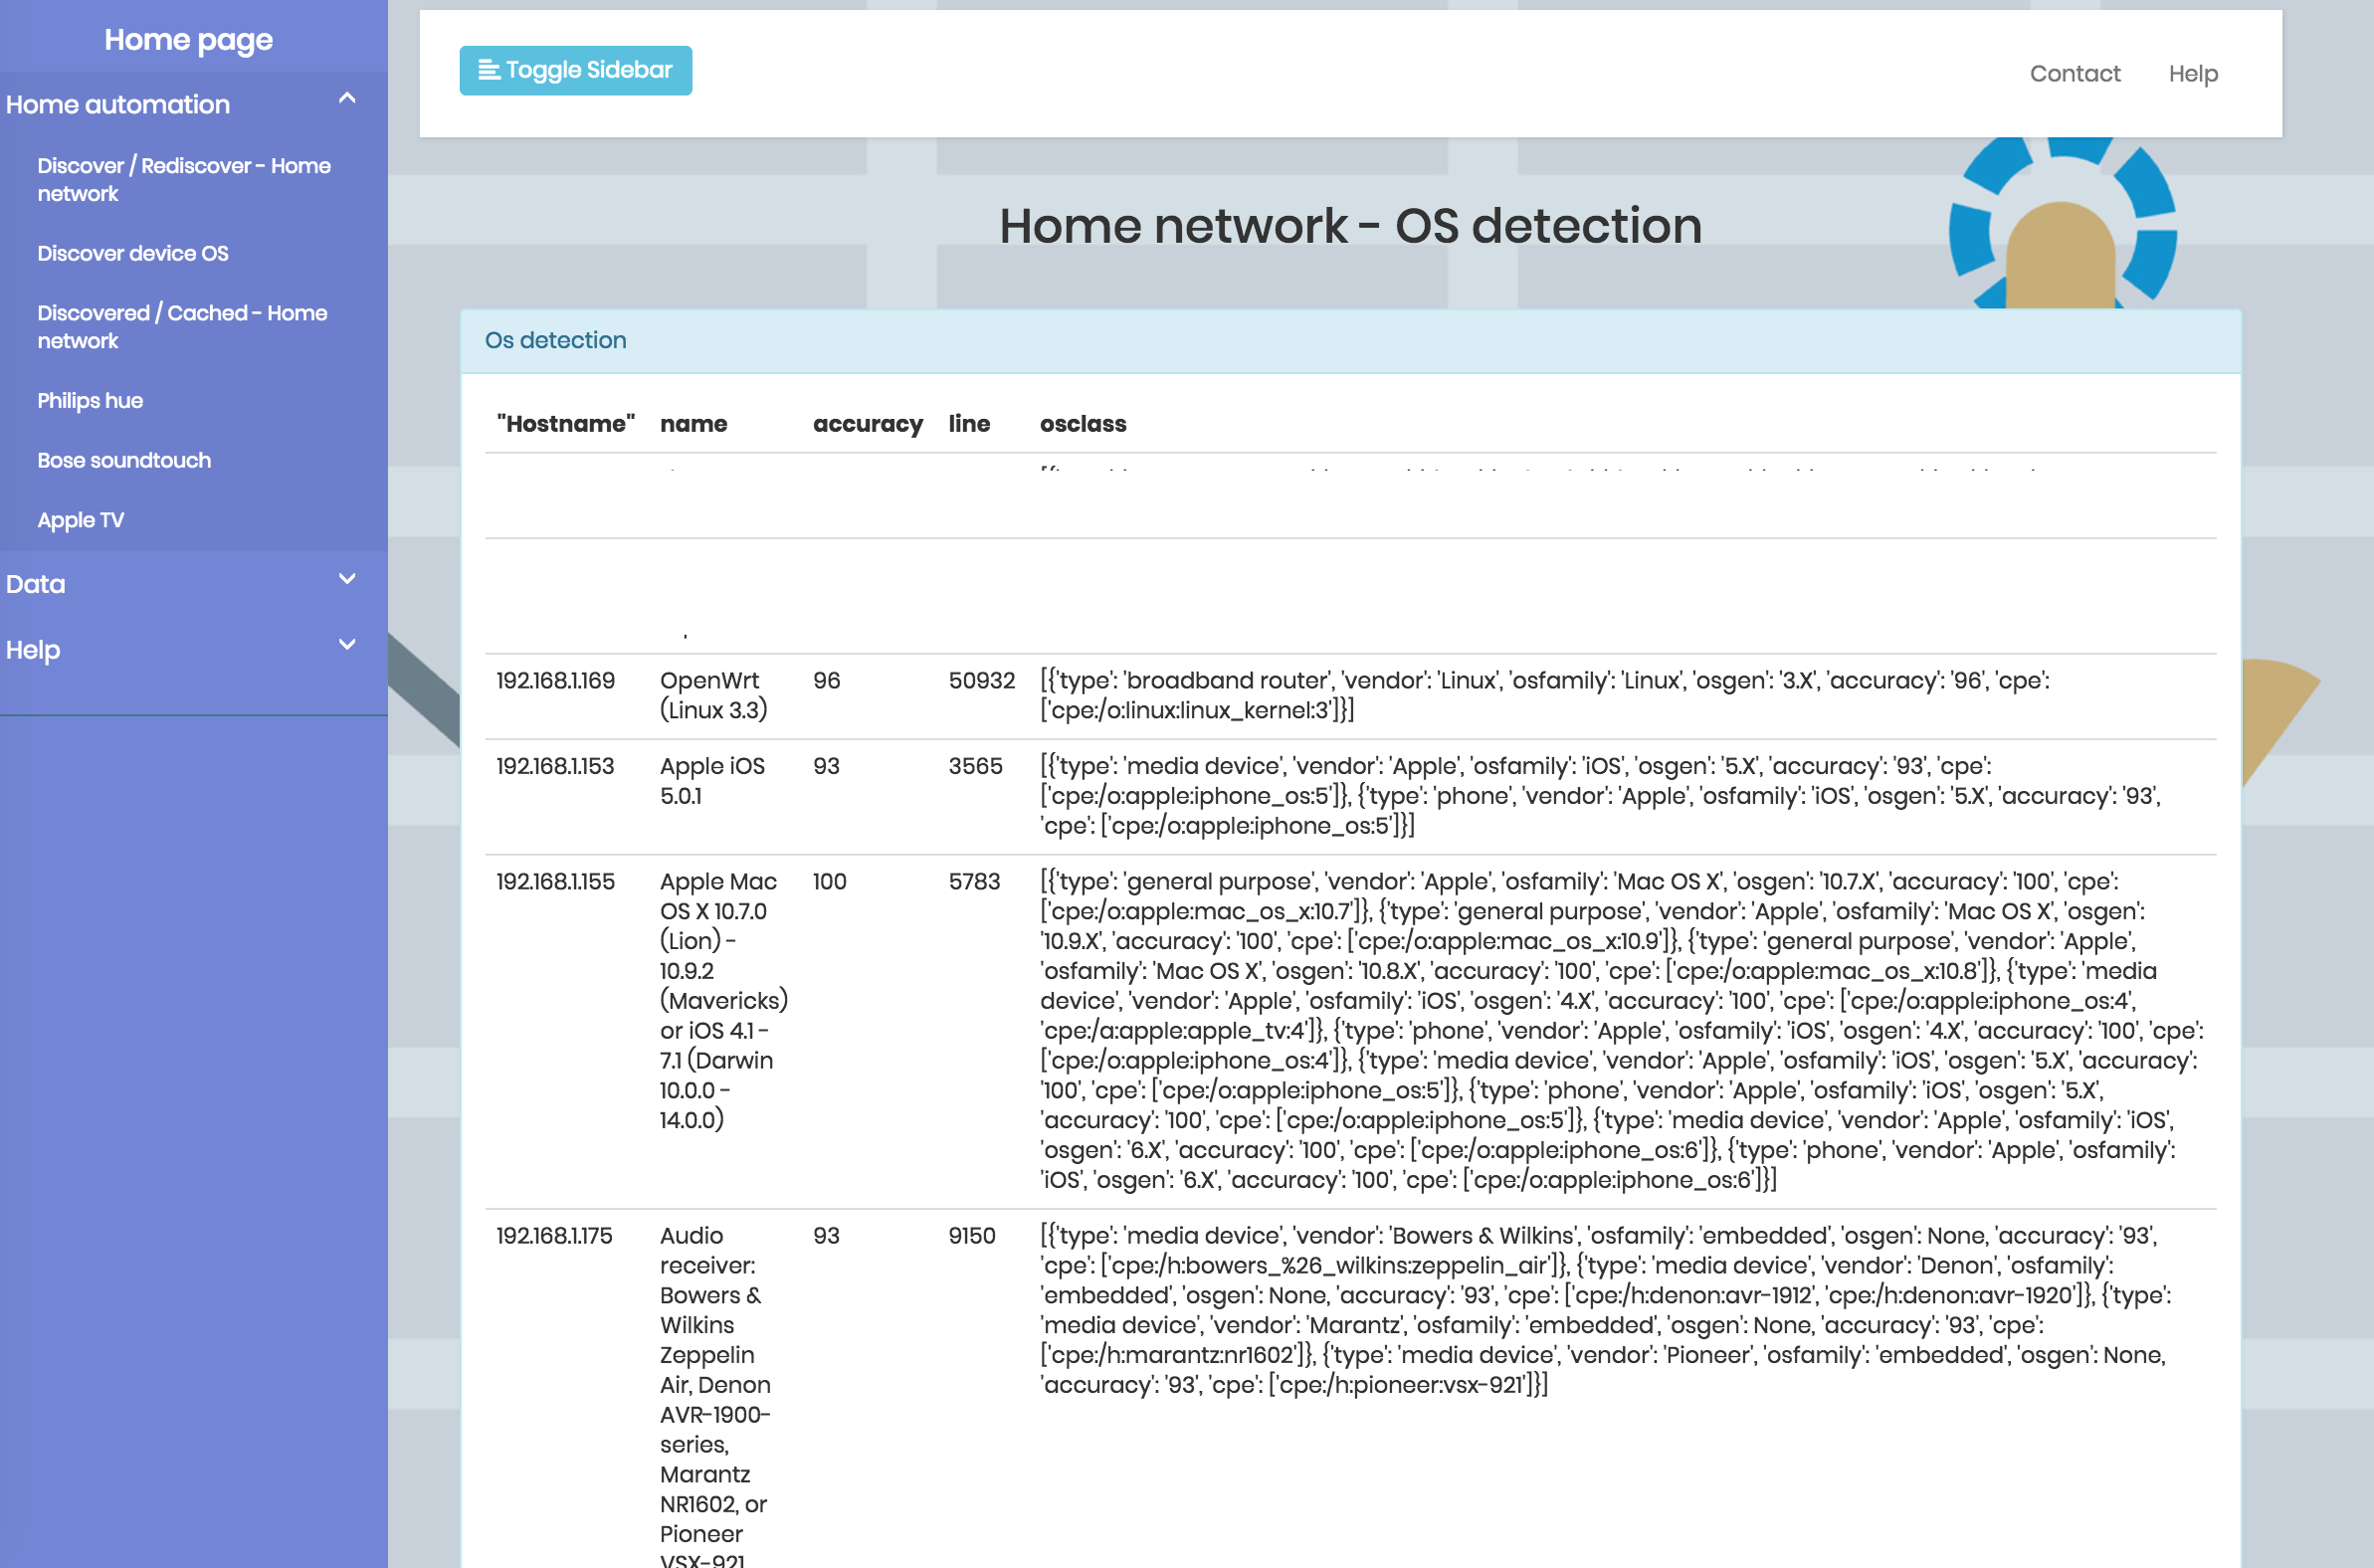 Home page
Home automation
Discover / Rediscover - Home
network
Discover device OS
Discovered / Cached - Home
network
Philips hue
Bose soundtouch
Apple TV
Data
Help
Toggle Sidebar
Contact Help
Home network - OS detection
Os detection
"Hostname" name accuracy line osclass
192.168.1.169 OpenWrt 96 50932 [{'type': 'broadband router', 'vendor': 'Linux', 'osfamily': 'Linux', 'osgen': '3.X', 'accuracy': '96', 'cpe':
(Linux 3.3) ['cpe:/o:linux:linux_kernel:3']}]
192.168.1.153 Apple iOS 93 3565 [{'type': 'media device', 'vendor': 'Apple', 'osfamily': 'iOS', 'osgen': '5.X', 'accuracy': '93', 'cpe':
5.0.1 ['cpe:/o:apple:iphone_os:5']}, {'type': 'phone', 'vendor': 'Apple', 'osfamily': 'iOS', 'osgen': '5.X', 'accuracy': '93',
'cpe': ['cpe:/o:apple:iphone_os:5']}]
192.168.1.155 Apple Mac 100 5783 [{'type': 'general purpose', 'vendor': 'Apple', 'osfamily': 'Mac OS X', 'osgen': '10.7.X', 'accuracy': '100', 'cpe':
OS X 10.7.0 ['cpe:/o:apple:mac_os_x:10.7']}, {'type': 'general purpose', 'vendor': 'Apple', 'osfamily': 'Mac OS X', 'osgen':
(Lion) - '10.9.X', 'accuracy': '100', 'cpe': ['cpe:/o:apple:mac_os_x:10.9']}, {'type': 'general purpose', 'vendor': 'Apple',
10.9.2 'osfamily': 'Mac OS X', 'osgen': '10.8.X', 'accuracy': '100', 'cpe': ['cpe:/o:apple:mac_os_x:10.8']}, {'type': 'media
(Mavericks) device', 'vendor': 'Apple', 'osfamily': 'iOS', 'osgen': '4.X', 'accuracy': '100', 'cpe': ['cpe:/o:apple:iphone_os:4',
or iOS 4.1 - 'cpe:/a:apple:apple_tv:4']}, {'type': 'phone', 'vendor': 'Apple', 'osfamily': 'iOS', 'osgen': '4.X', 'accuracy': '100', 'cpe':
7.1 (Darwin ['cpe:/o:apple:iphone_os:4']}, {'type': 'media device', 'vendor': 'Apple', 'osfamily': 'iOS', 'osgen': '5.X', 'accuracy':
10.0.0 - '100', 'cpe': ['cpe:/o:apple:iphone_os:5']}, {'type': 'phone', 'vendor': 'Apple', 'osfamily': 'iOS', 'osgen': '5.X',
14.0.0) 'accuracy': '100', 'cpe': ['cpe:/o:apple:iphone_os:5']}, {'type': 'media device', 'vendor': 'Apple', 'osfamily': 'iOS',
'osgen': '6.X', 'accuracy': '100', 'cpe': ['cpe:/o:apple:iphone_os:6']}, {'type': 'phone', 'vendor': 'Apple', 'osfamily':
'iOS', 'osgen': '6.X', 'accuracy': '100', 'cpe': ['cpe:/o:apple:iphone_os:6']}]
192.168.1.175 Audio 93 9150 [{'type': 'media device', 'vendor': 'Bowers & Wilkins', 'osfamily': 'embedded', 'osgen': None, 'accuracy': '93',
receiver: 'cpe': ['cpe:/h:bowers_%26_wilkins:zeppelin_air']}, {'type': 'media device', 'vendor': 'Denon', 'osfamily':
Bowers & 'embedded', 'osgen': None, 'accuracy': '93', 'cpe': ['cpe:/h:denon:avr-1912', 'cpe:/h:denon:avr-1920']}, {'type':
Wilkins 'media device', 'vendor': 'Marantz', 'osfamily': 'embedded', 'osgen': None, 'accuracy': '93', 'cpe':
Zeppelin ['cpe:/h:marantz:nr1602']}, {'type': 'media device', 'vendor': 'Pioneer', 'osfamily': 'embedded', 'osgen': None,
Air, Denon 'accuracy': '93', 'cpe': ['cpe:/h:pioneer:vsx-921']}]
AVR-1900-
series,
Marantz
NR1602, or
Pioneer
VSX-921